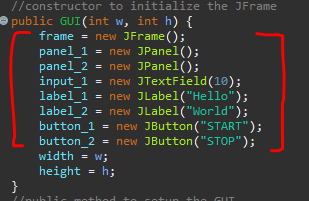 //constructor to initialize the JFrame
public GUI(int w, int h) {
frame = new JFrame();
panel_1 = new JPanel();
panel_2 = new JPanel();
input_1 = new JTextField(10);
label_1 = new JLabel("Hello");
label_2 = new JLabel("World");
button_1 = new JButton("START");
button_2 = new JButton("STOP");
width = w;
height = h;
}
//public method to setup the GUI